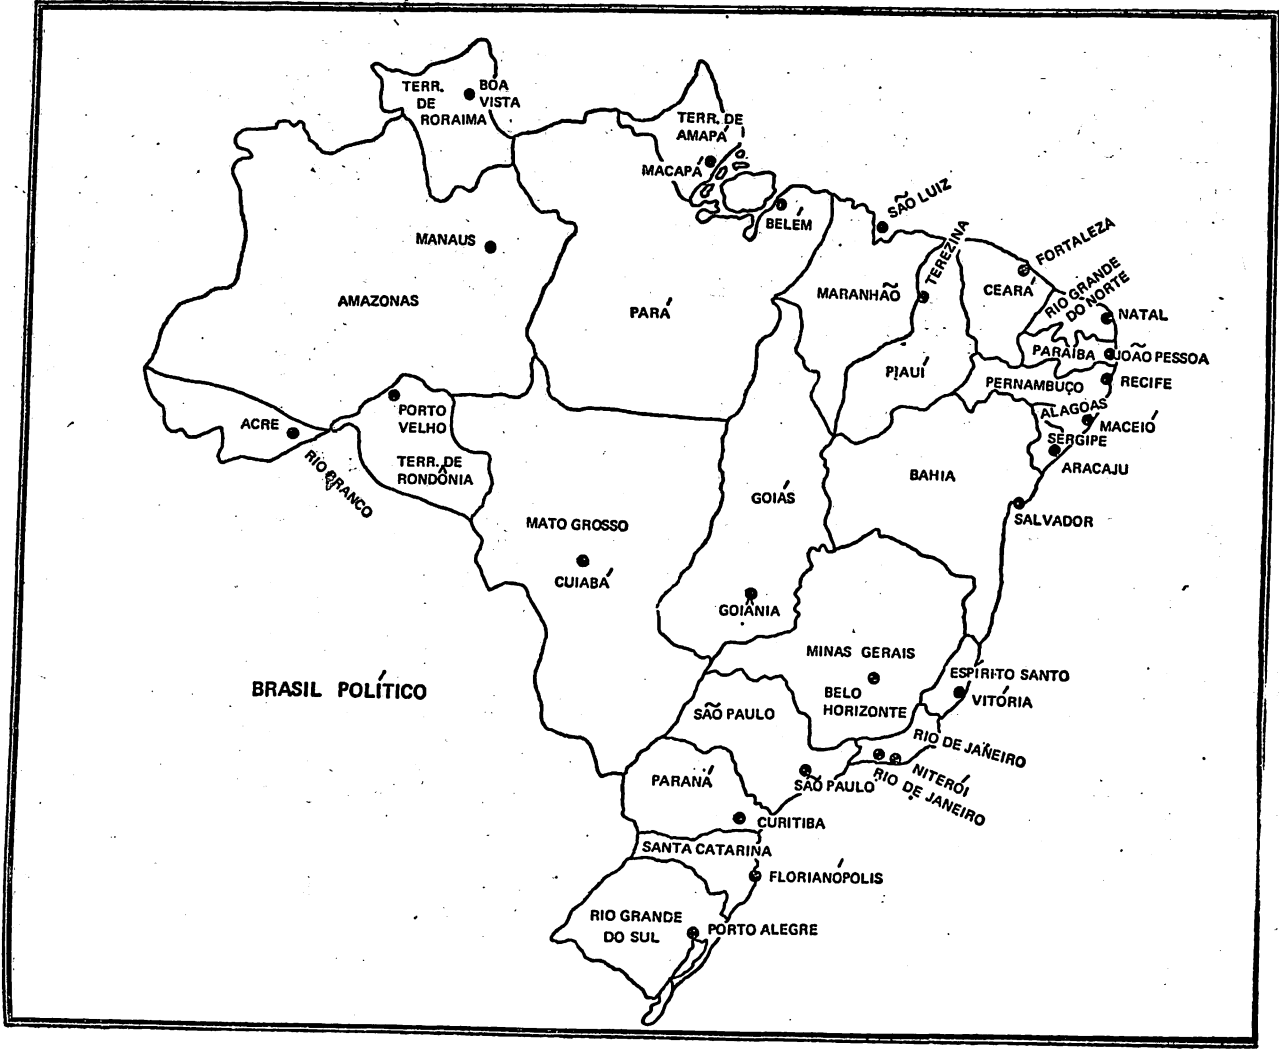 TERR.
DE
RORAIMA
BOA
VISTA
TERR. DE
AMAPÁ
MACAPÁ
BELÉM
SÃO LUIZ
MANAUS
AMAZONAS
PARÁ
MARANHÃO
TEREZINA
CEARÁ
FORTALEZA
RIO GRANDE
DO NORTE
NATAL
PARAÍBA
JOÃO PESSOA
PIAUÍ
PERNAMBUÇO
RECIFE
ALAGOAS
MACEIÓ
SERGIPE
ARACAJU
ACRE
RIO BRANCO
PORTO
VELHO
TERR. DE
RONDÔNIA
BAHIA
SALVADOR
GOIÁS
MATO GROSSO
CUIABÁ
GOIÂNIA
MINAS GERAIS
BELO
HORIZONTE
ESPÍRITO SANTO
VITÓRIA
BRASIL POLÍTICO
SÃO PAULO
SÃO PAULO
RIO DE JANEIRO
NITERÓI
RIO DE JANEIRO
PARANÁ
CURITIBA
SANTA CATARINA
FLORIANÓPOLIS
RIO GRANDE
DO SUL
PORTO ALEGRE